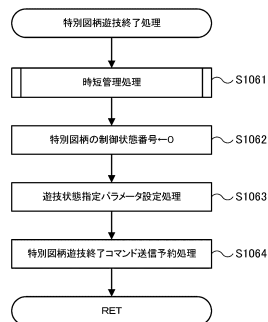 特別図柄遊技終了処理
時短管理処理
S1061
特別図柄の制御状態番号←0
S1062
遊技状態指定パラメータ設定処理
S1063
特別図柄遊技終了コマンド送信予約処理
S1064
RET